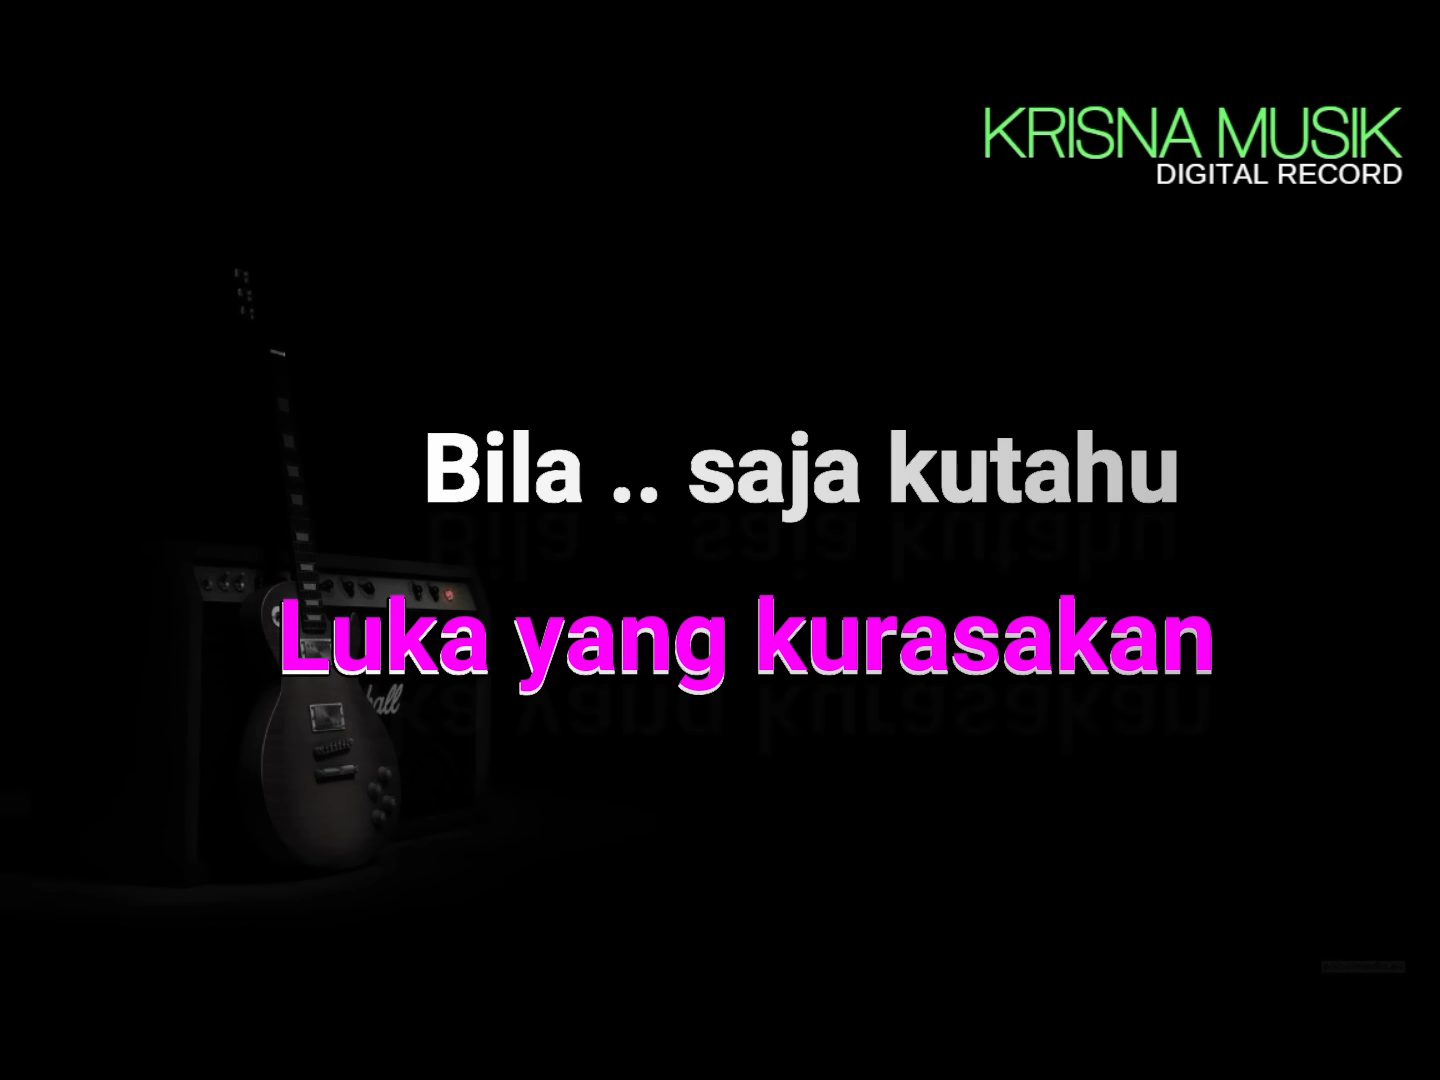 KRISNA MUSIK
DIGITAL RECORD
Bila .. saja kutahu
Luka yang kurasakan